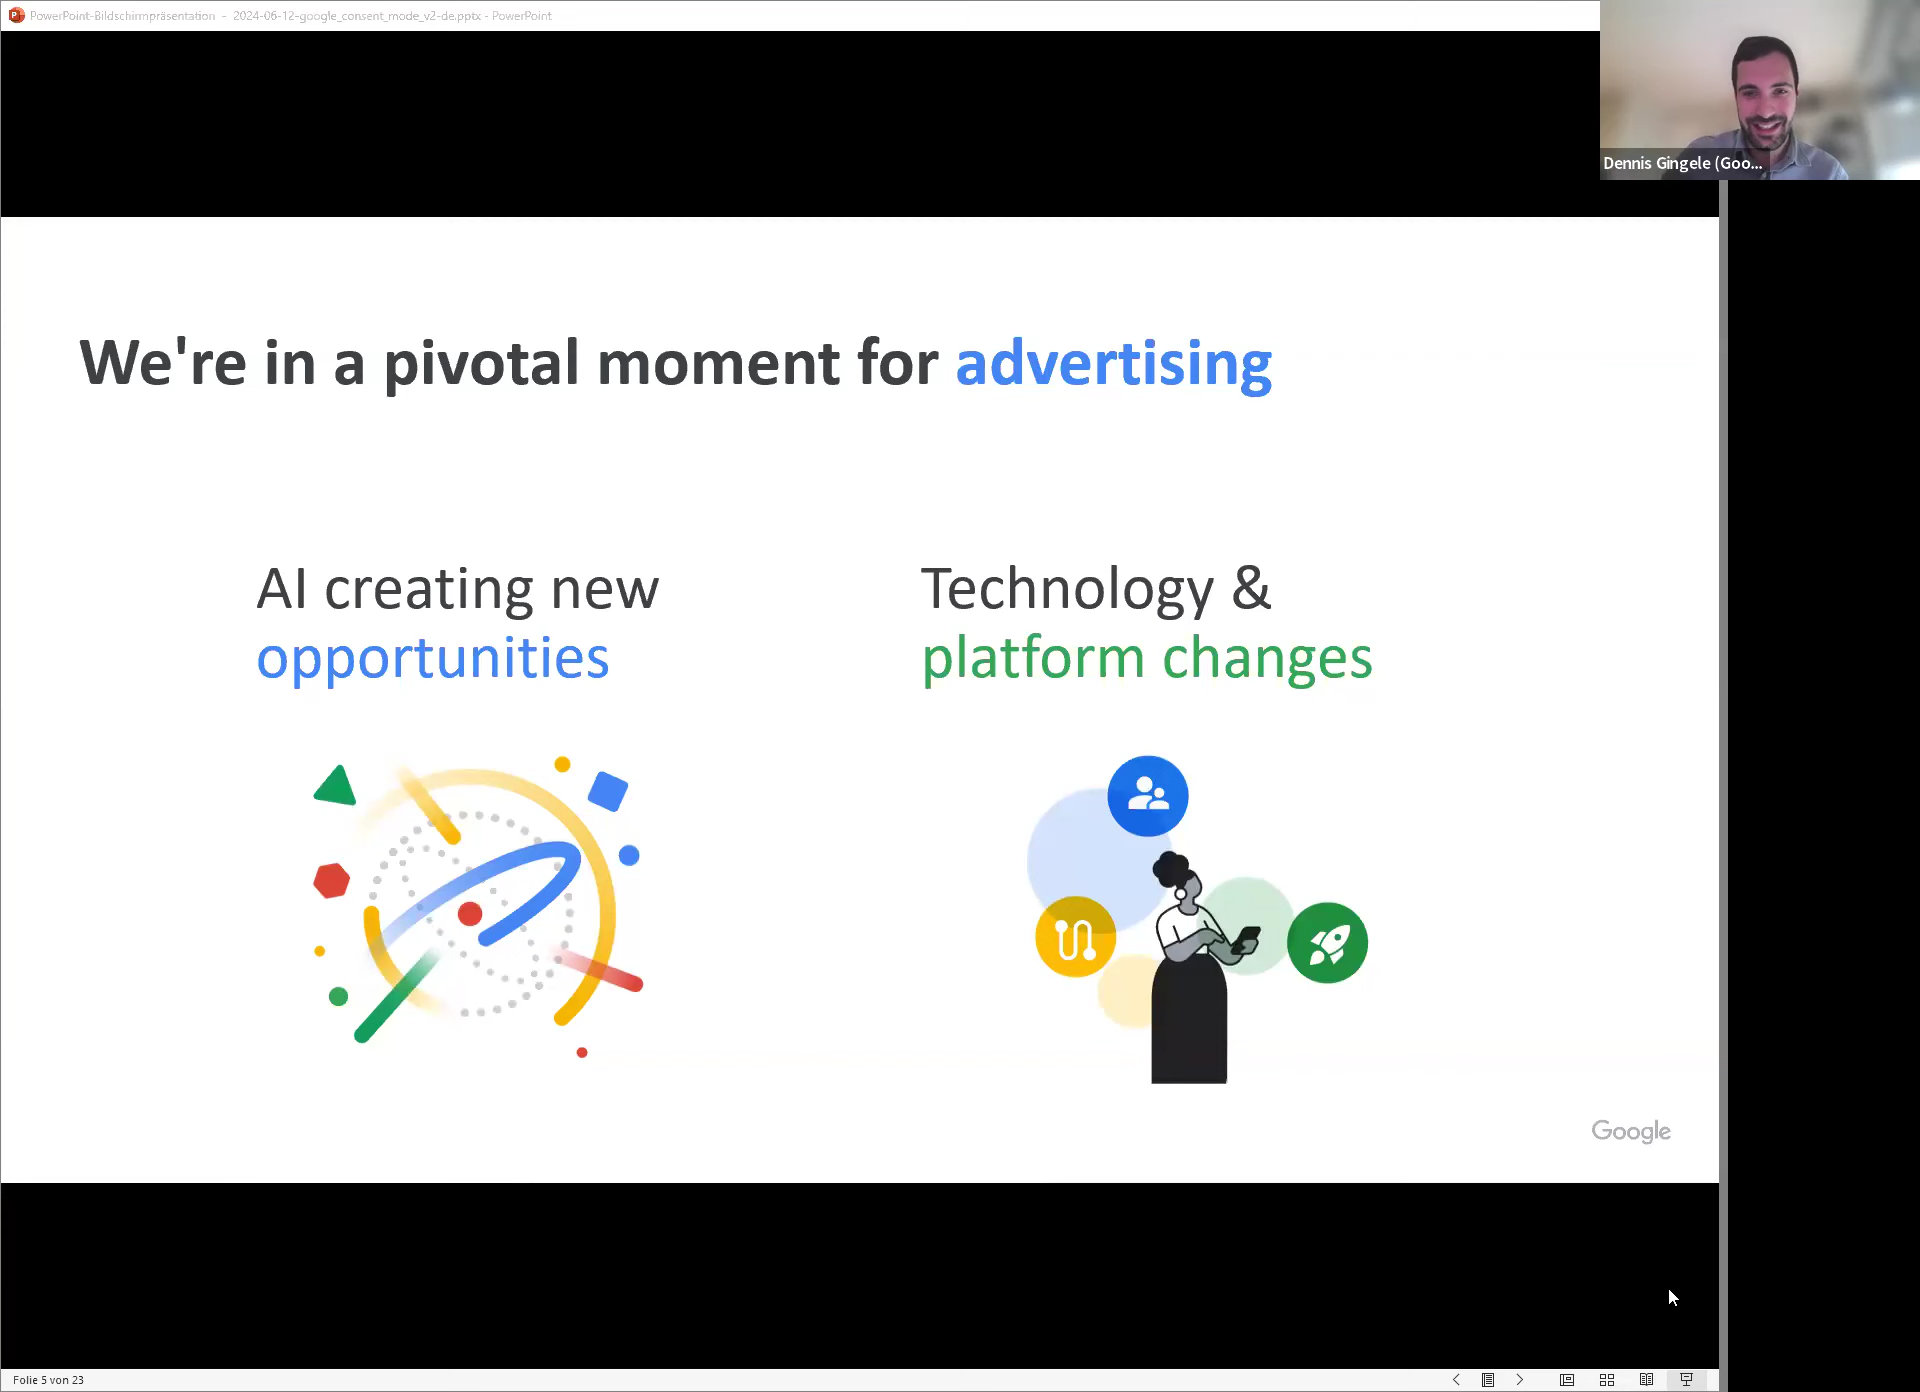 PowerPoint-Bildschirmpräsentation - 2024-06-12-google_consent_mode_v2-de.pptx - PowerPoint
Dennis Gingele (Goo...
We're in a pivotal moment for advertising
AI creating new
opportunities
Technology &
platform changes
Google
Folie 5 von 23